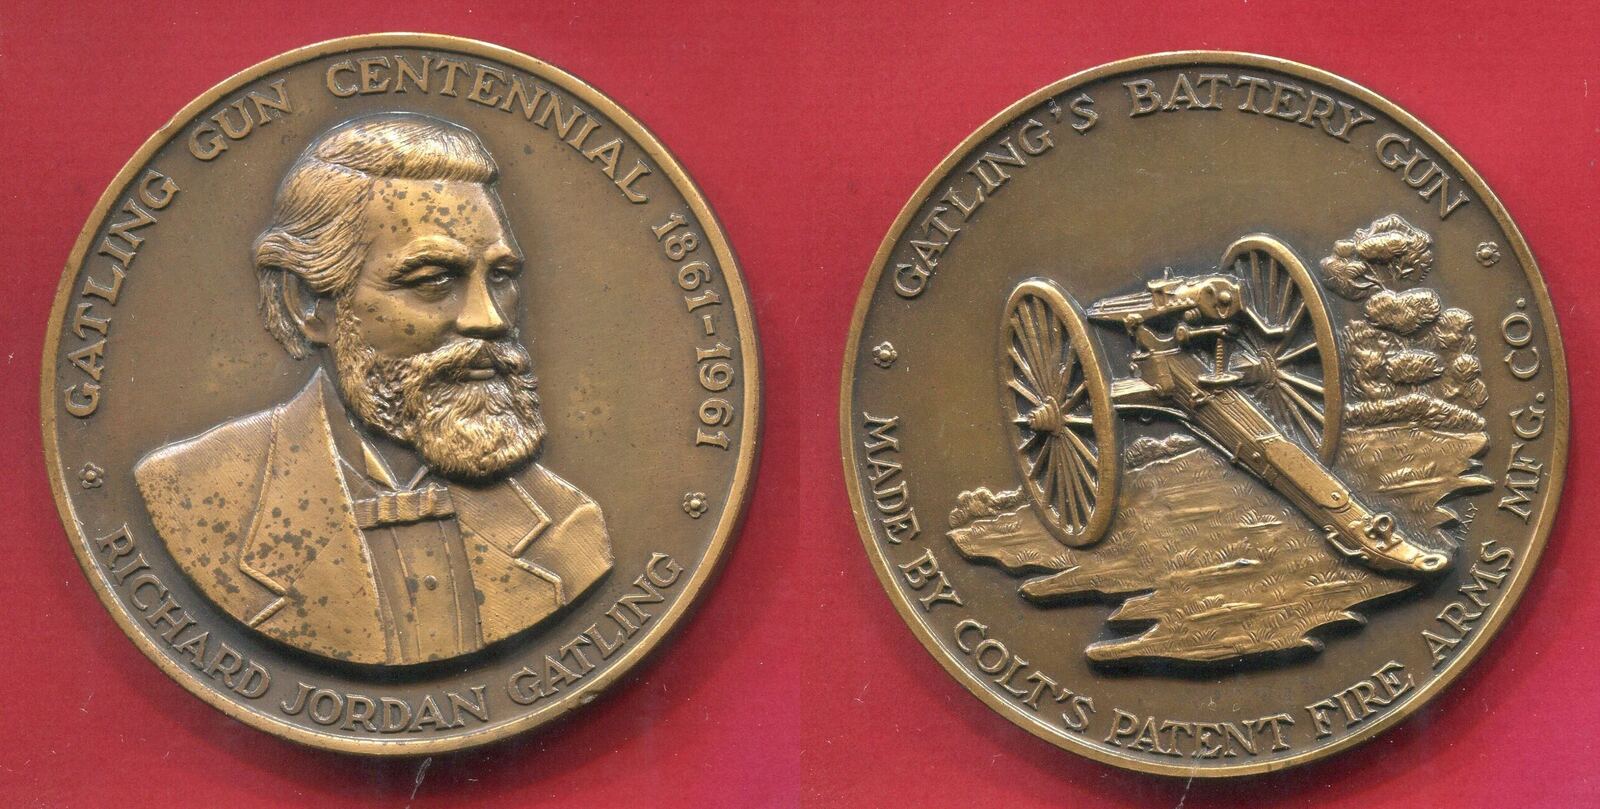 GATLING GUN CENTENNIAL 1861-1961
RICHARD JORDAN GATLING
GATLING'S BATTERY GUN
MADE BY COLT'S PATENT FIRE ARMS MFG. CO.